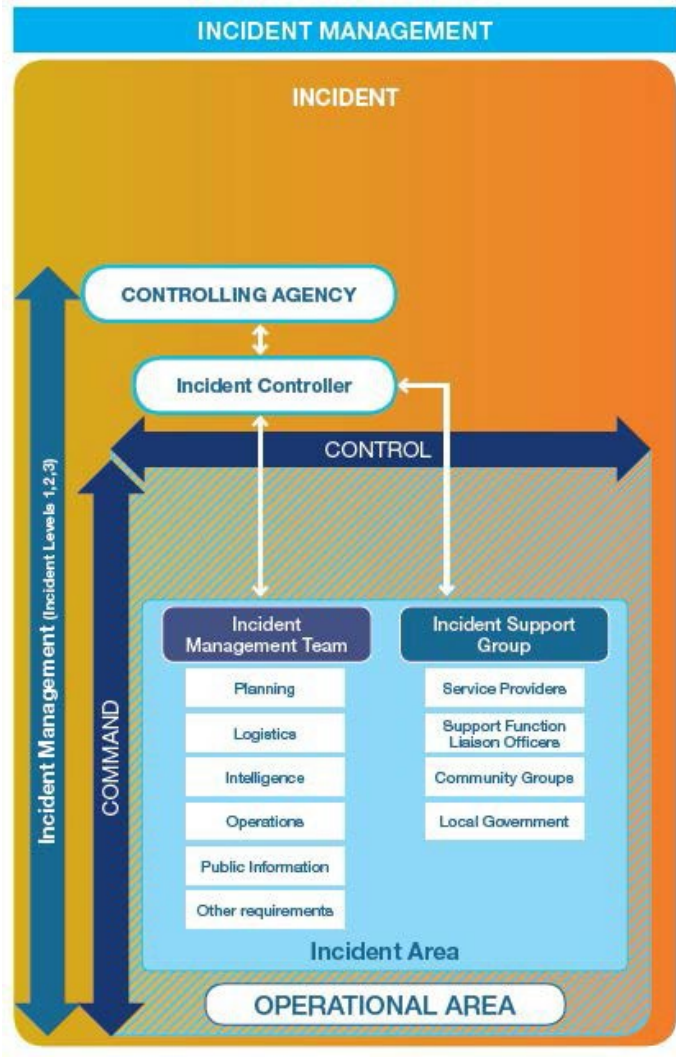 INCIDENT MANAGEMENT
INCIDENT
CONTROLLING AGENCY
Incident Controller
CONTROL
Incident Management (Incident Levels 1,2,3)
COMMAND
Incident
Management Team
Planning
Logistics
Intelligence
Operations
Public Information
Other requirements
Incident Support
Group
Service Providers
Support Function
Liaison Officers
Community Groups
Local Government
Incident Area
OPERATIONAL AREA